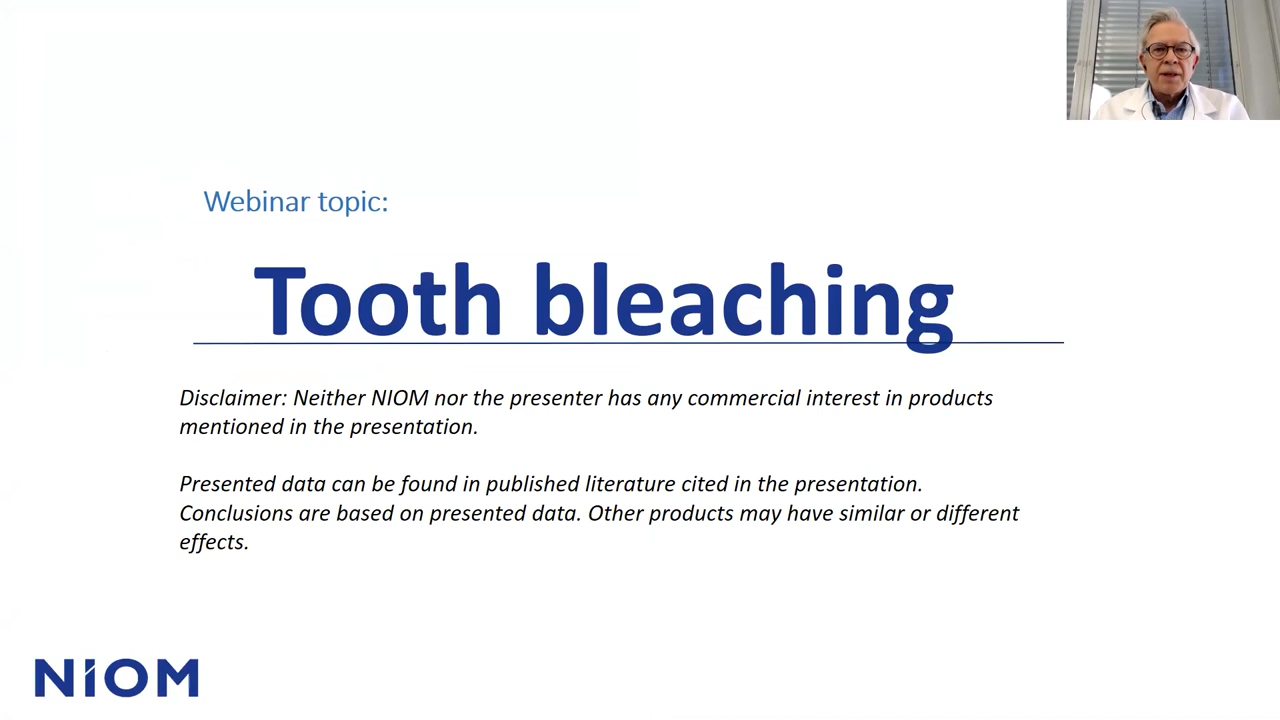 Webinar topic:
Tooth bleaching
Disclaimer: Neither NIOM nor the presenter has any commercial interest in products
mentioned in the presentation.
Presented data can be found in published literature cited in the presentation.
Conclusions are based on presented data. Other products may have similar or different
effects.
NIOM